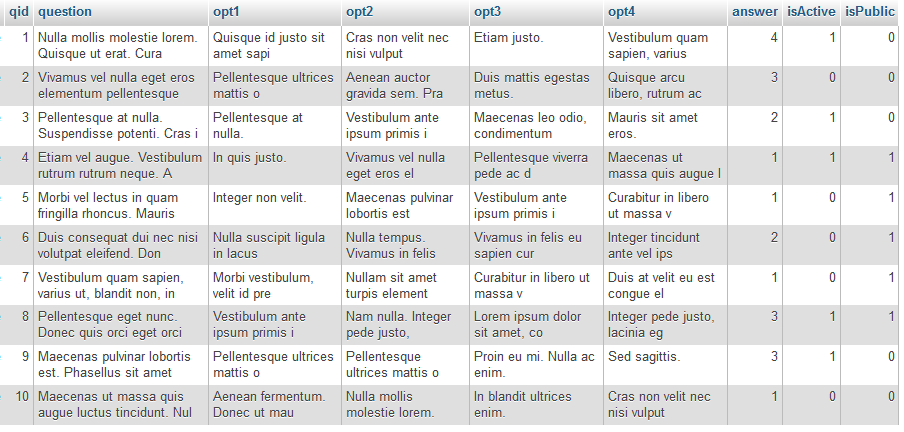 qid question opt1 opt2 opt3 opt4 answer isActive isPublic
1 Nulla mollis molestie lorem. Quisque id justo sit Cras non velit nec Etiam justo. Vestibulum quam 4 1 0
Quisque ut erat. Cura amet sapi nisi vulput sapien, varius
2 Vivamus vel nulla eget eros Pellentesque ultrices Aenean auctor Duis mattis egestas Quisque arcu 3 0 0
elementum pellentesque mattis o gravida sem. Pra metus. libero, rutrum ac
3 Pellentesque at nulla. Pellentesque at Vestibulum ante Maecenas leo odio, Mauris sit amet 2 1 0
Suspendisse potenti. Cras i nulla. ipsum primis i condimentum eros.
4 Etiam vel augue. Vestibulum In quis justo. Vivamus vel nulla Pellentesque viverra Maecenas ut 1 1 1
rutrum rutrum neque. A eget eros el pede ac d massa quis augue l
5 Morbi vel lectus in quam Integer non velit. Maecenas pulvinar Vestibulum ante Curabitur in libero 1 0 1
fringilla rhoncus. Mauris lobortis est ipsum primis i ut massa v
6 Duis consequat dui nec nisi Nulla suscipit ligula Nulla tempus. Vivamus in felis eu Integer tincidunt 2 0 1
volutpat eleifend. Don in lacus Vivamus in felis sapien cur ante vel ips
7 Vestibulum quam sapien, Morbi vestibulum, Nullam sit amet Curabitur in libero ut Duis at velit eu est 1 0 1
varius ut, blandit non, in velit id pre turpis element massa v congue el
8 Pellentesque eget nunc. Vestibulum ante Nam nulla. Integer Lorem ipsum dolor Integer pede justo, 3 1 1
Donec quis orci eget orci ipsum primis i pede justo, sit amet, co lacinia eg
9 Maecenas pulvinar lobortis Pellentesque ultrices Pellentesque Proin eu mi. Nulla ac Sed sagittis. 3 1 0
est. Phasellus sit amet mattis o ultrices mattis o enim.
10 Maecenas ut massa quis Aenean fermentum. Nulla mollis In blandit ultrices Cras non velit nec 1 0 0
augue luctus tincidunt. Nul Donec ut mau molestie lorem. enim. nisi vulput